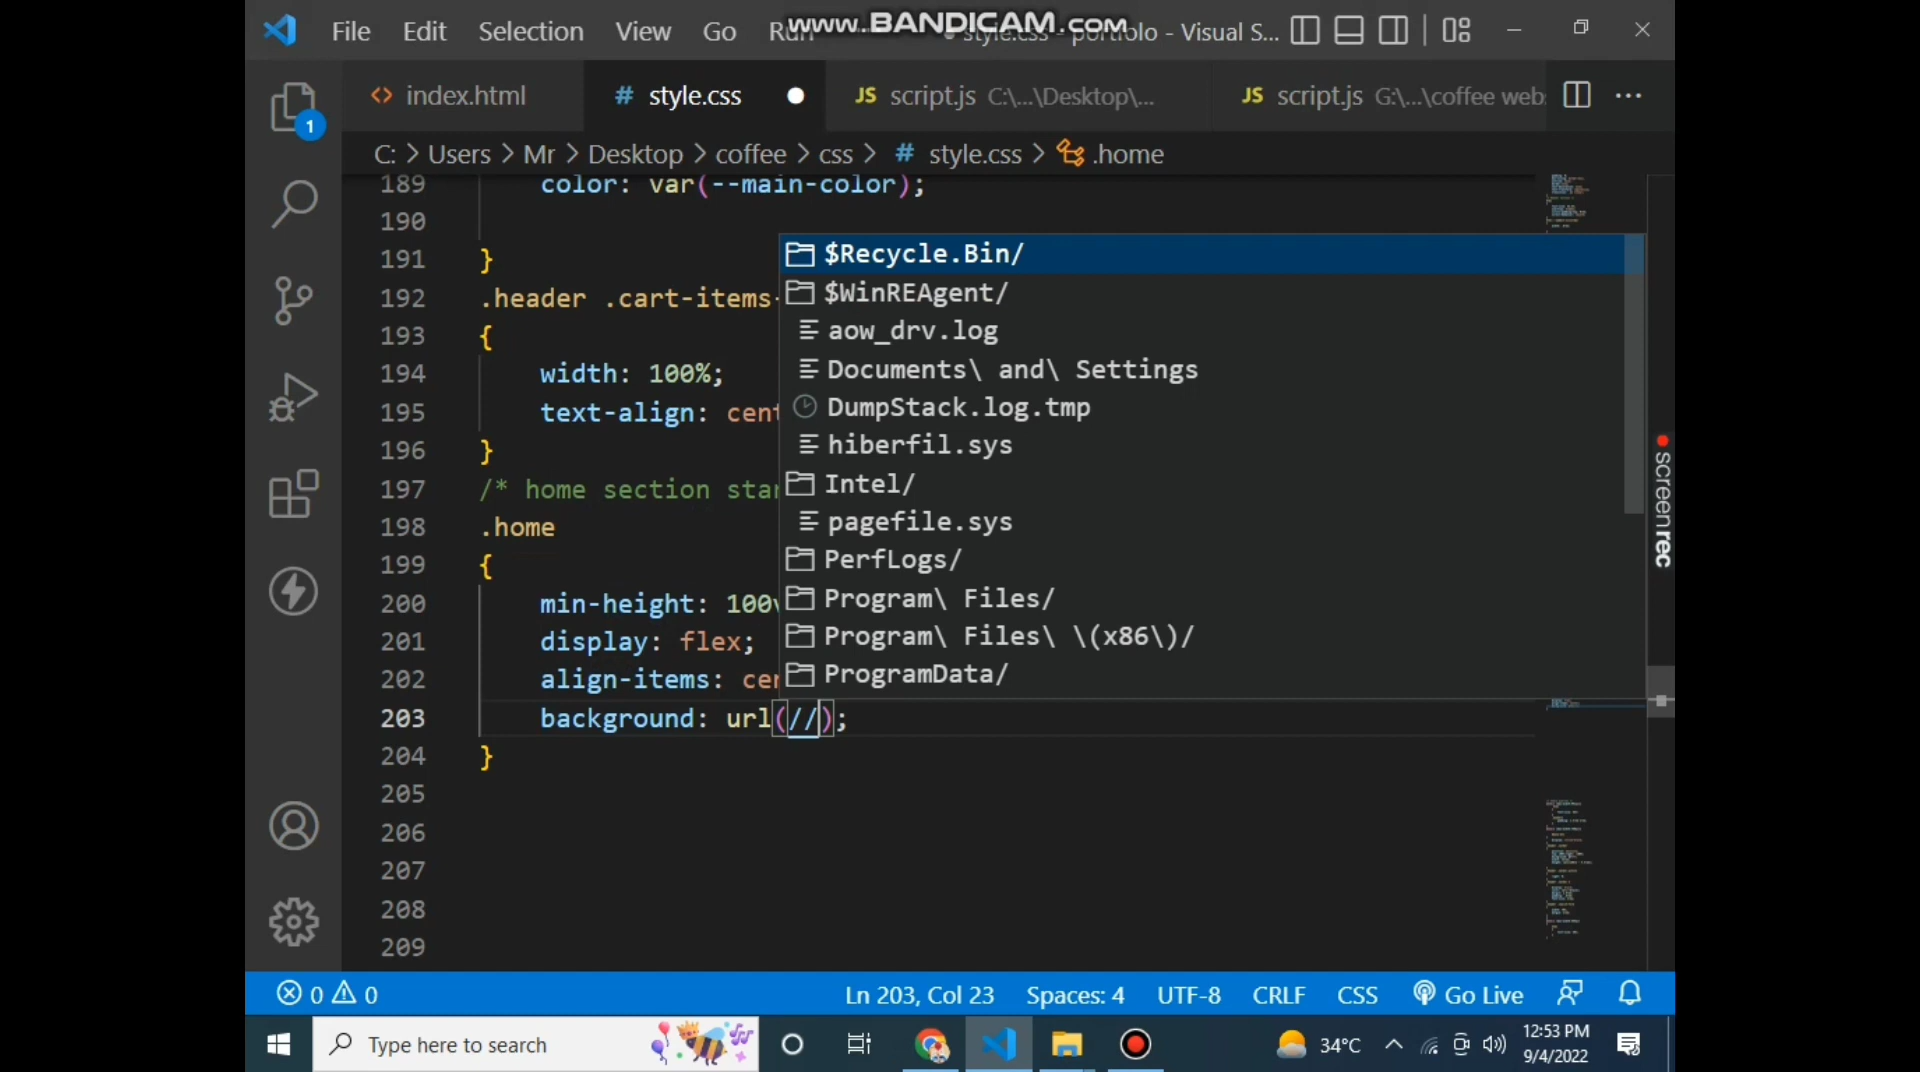 File Edit Selection View Go Run style.css - portfolo - Visual S...
www.BANDICAM.com
index.html
# style.css
JS script.js C:\...\Desktop\...
JS script.js G:\...\coffee web
1
C: > Users > Mr > Desktop > coffee > css > # style.css > .home
189 color: var(--main-color);
190
191 }
192 .header .cart-items-
193 {
194 width: 100%;
195 text-align: cent
196 }
197 /* home section star
198 .home
199 {
200 min-height: 100v
201 display: flex;
202 align-items: cen
203 background: url(//);
204 }
205
206
207
208
209
$Recycle.Bin/
$WinREAgent/
aow_drv.log
Documents\ and\ Settings
DumpStack.log.tmp
hiberfil.sys
Intel/
pagefile.sys
PerfLogs/
Program\ Files/
Program\ Files\ \(x86\)/
ProgramData/
screenrec
0 0
Ln 203, Col 23 Spaces: 4 UTF-8 CRLF CSS Go Live
Type here to search
34°C
12:53 PM
9/4/2022